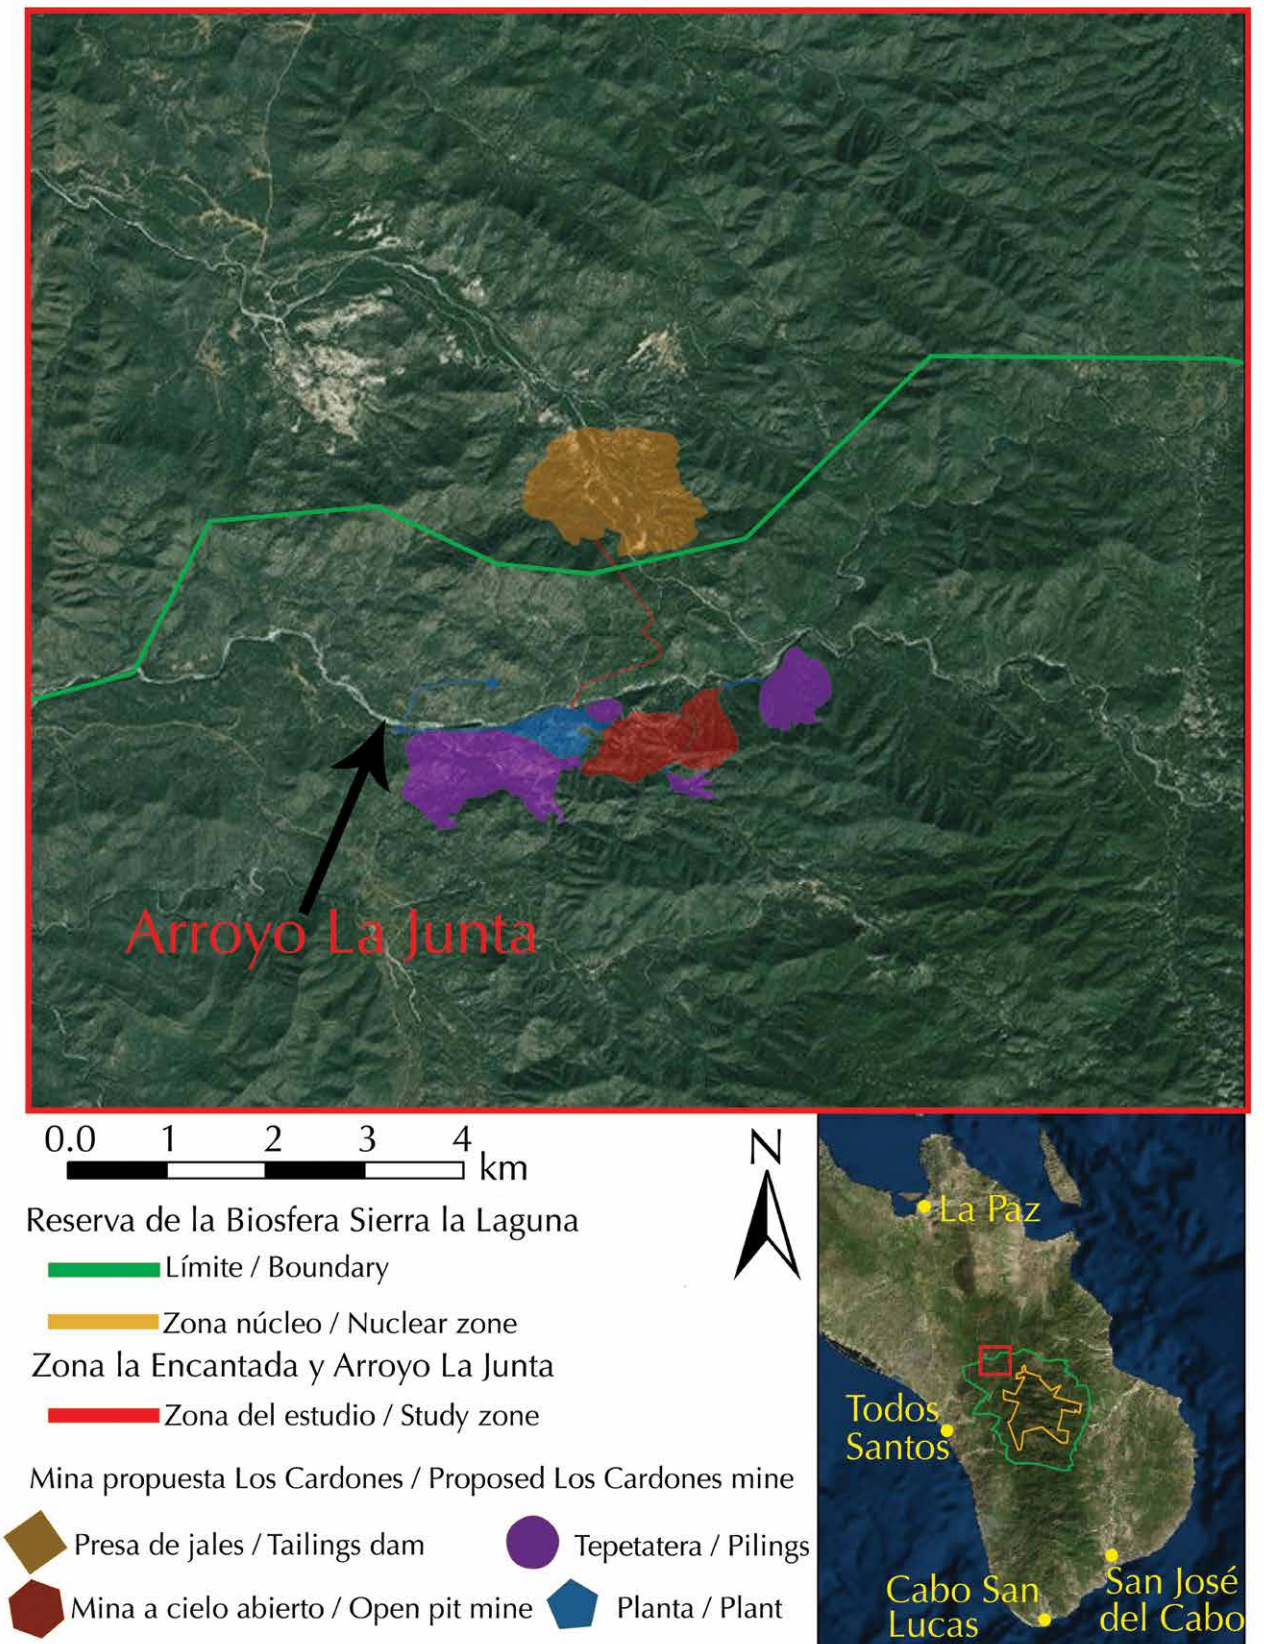 Arroyo La Junta
0.0 1 2 3 4
km
N
Reserva de la Biosfera Sierra la Laguna
Límite / Boundary
Zona núcleo / Nuclear zone
Zona la Encantada y Arroyo La Junta
Zona del estudio / Study zone
Mina propuesta Los Cardones / Proposed Los Cardones mine
Presa de jales / Tailings dam
Tepetatera / Pilings
Mina a cielo abierto / Open pit mine
Planta / Plant
La Paz
Todos
Santos
Cabo San
Lucas
San José
del Cabo